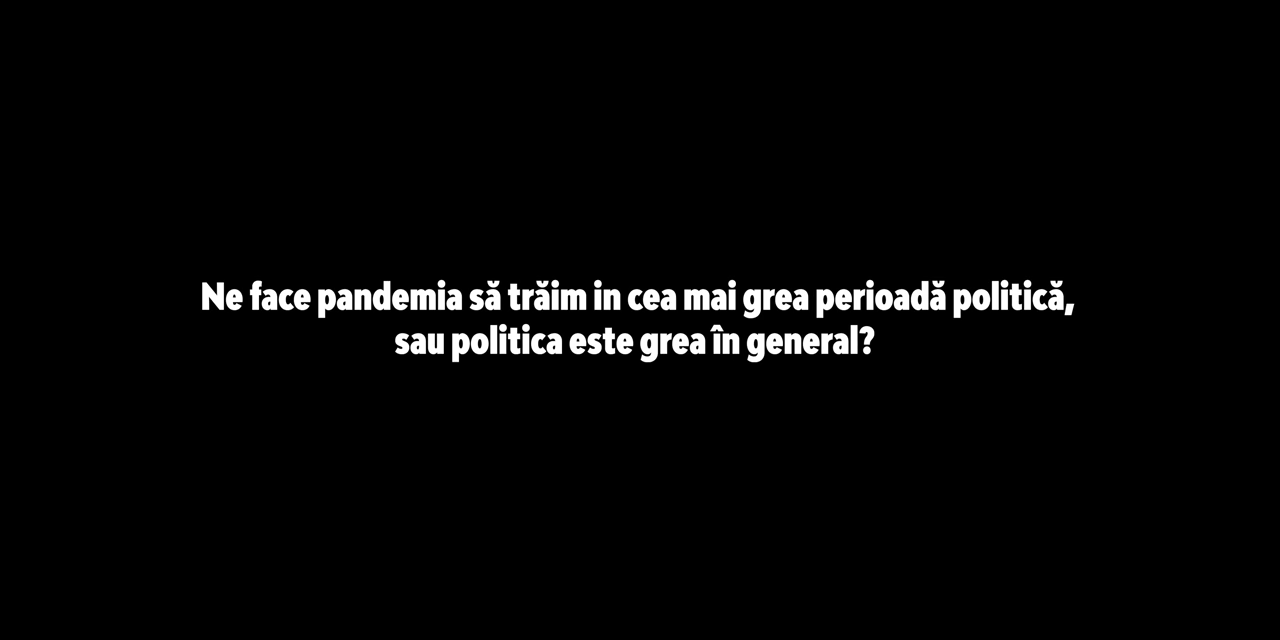 Ne face pandemia să trăim in cea mai grea perioadă politică,
sau politica este grea în general?